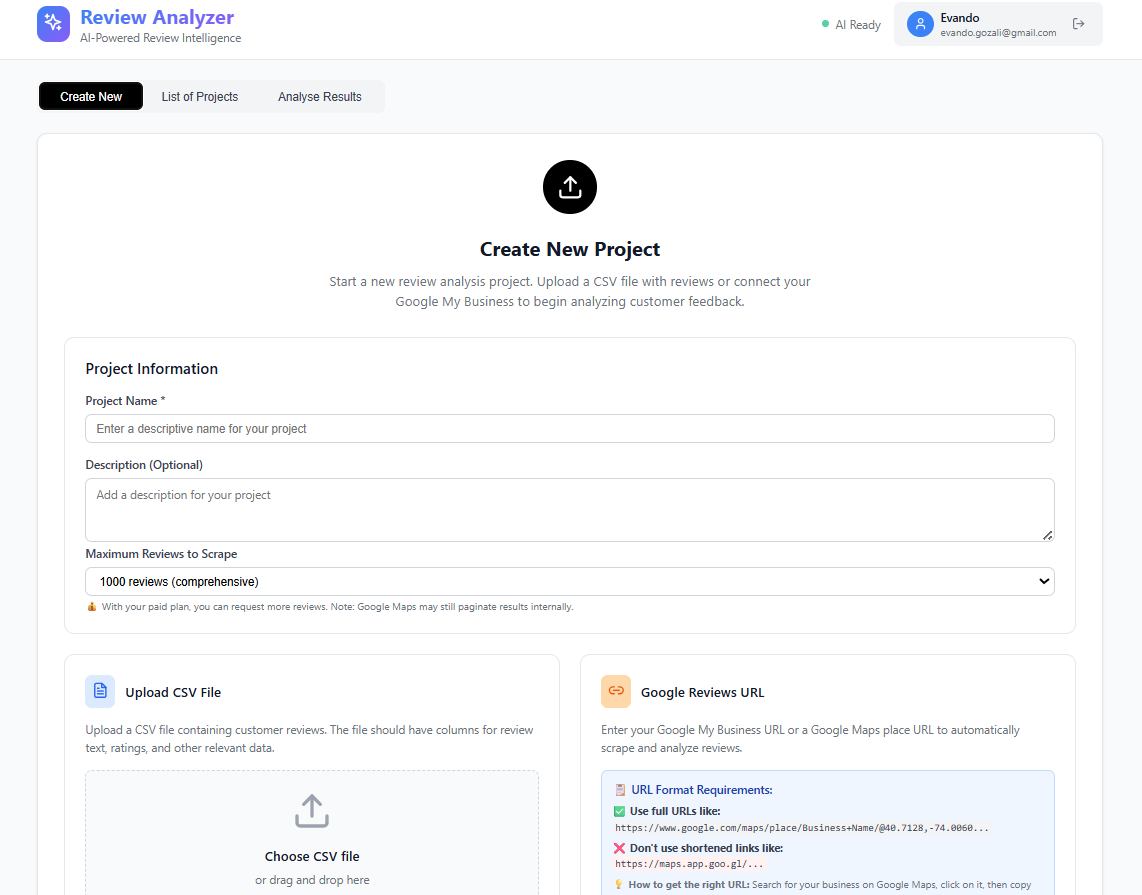 Review Analyzer
AI-Powered Review Intelligence
AI Ready
Evando
evando.gozali@gmail.com
Create New
List of Projects
Analyse Results
Create New Project
Start a new review analysis project. Upload a CSV file with reviews or connect your
Google My Business to begin analyzing customer feedback.
Project Information
Project Name *
Enter a descriptive name for your project
Description (Optional)
Add a description for your project
Maximum Reviews to Scrape
1000 reviews (comprehensive)
💰 With your paid plan, you can request more reviews. Note: Google Maps may still paginate results internally.
Upload CSV File
Upload a CSV file containing customer reviews. The file should have columns for review
text, ratings, and other relevant data.
Choose CSV file
or drag and drop here
Google Reviews URL
Enter your Google My Business URL or a Google Maps place URL to automatically
scrape and analyze reviews.
📋 URL Format Requirements:
✅ Use full URLs like:
https://www.google.com/maps/place/Business+Name/@40.7128,-74.0060...
❌ Don't use shortened links like:
https://maps.app.goo.gl/...
💡 How to get the right URL: Search for your business on Google Maps, click on it, then copy